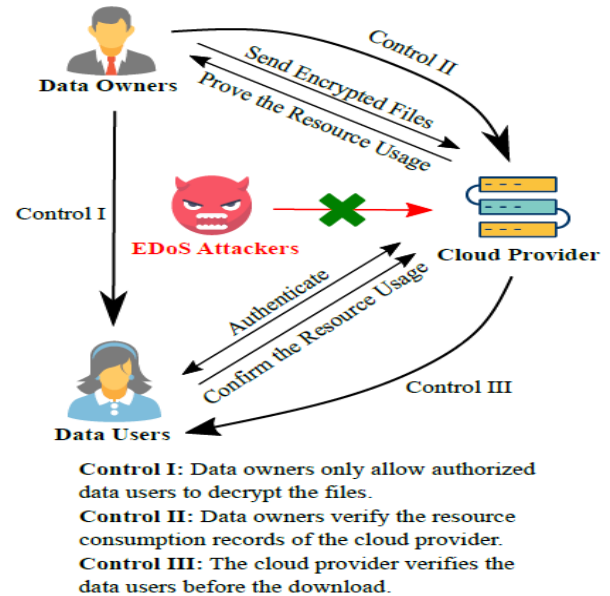 Control II
Send Encrypted Files
Prove the Resource Usage
Data Owners
Control I
EDoS Attackers
Cloud Provider
Authenticate
Confirm the Resource Usage
Control III
Data Users
Control I: Data owners only allow authorized
data users to decrypt the files.
Control II: Data owners verify the resource
consumption records of the cloud provider.
Control III: The cloud provider verifies the
data users before the download.